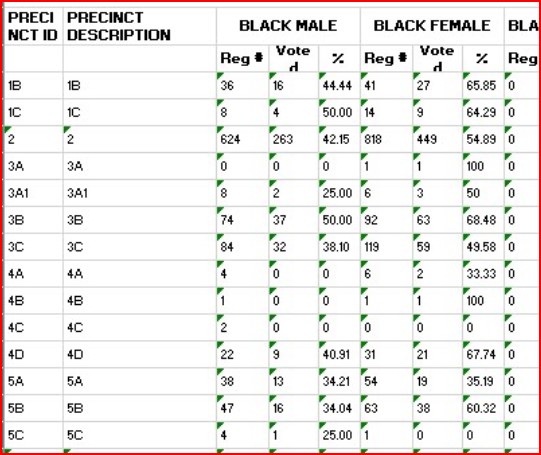 PRECI NCT ID PRECINCT DESCRIPTION BLACK MALE BLACK FEMALE BLA
Reg # Voted % Reg # Voted % Reg
1B 1B 36 16 44.44 41 27 65.85 0
1C 1C 8 4 50.00 14 9 64.29 0
2 2 624 263 42.15 818 449 54.89 0
3A 3A 0 0 0 1 1 100 0
3A1 3A1 8 2 25.00 6 3 50 0
3B 3B 74 37 50.00 92 63 68.48 0
3C 3C 84 32 38.10 119 59 49.58 0
4A 4A 4 0 0 6 2 33.33 0
4B 4B 1 0 0 1 1 100 0
4C 4C 2 0 0 0 0 0 0
4D 4D 22 9 40.91 31 21 67.74 0
5A 5A 38 13 34.21 54 19 35.19 0
5B 5B 47 16 34.04 63 38 60.32 0
5C 5C 4 1 25.00 1 0 0 0